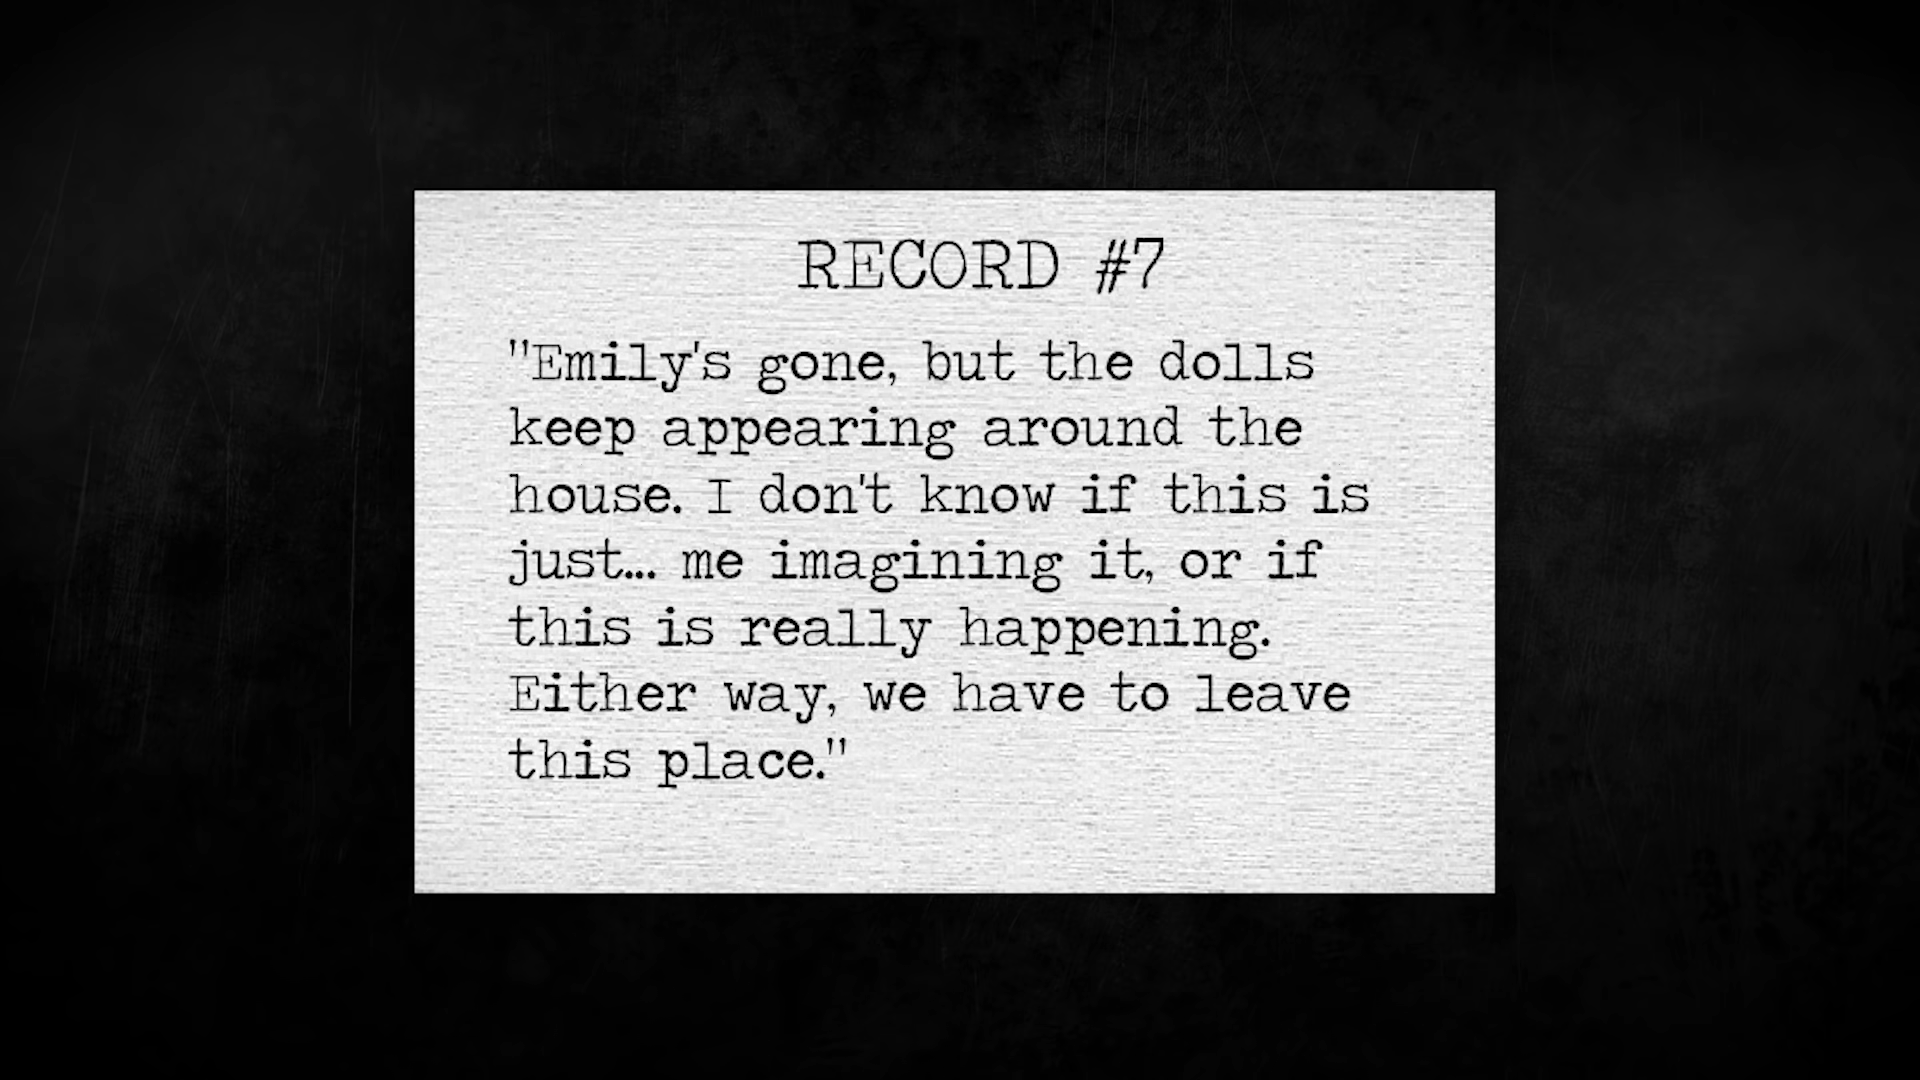 RECORD #7
"Emily's gone, but the dolls
keep appearing around the
house. I don't know if this is
just... me imagining it, or if
this is really happening.
Either way, we have to leave
this place."